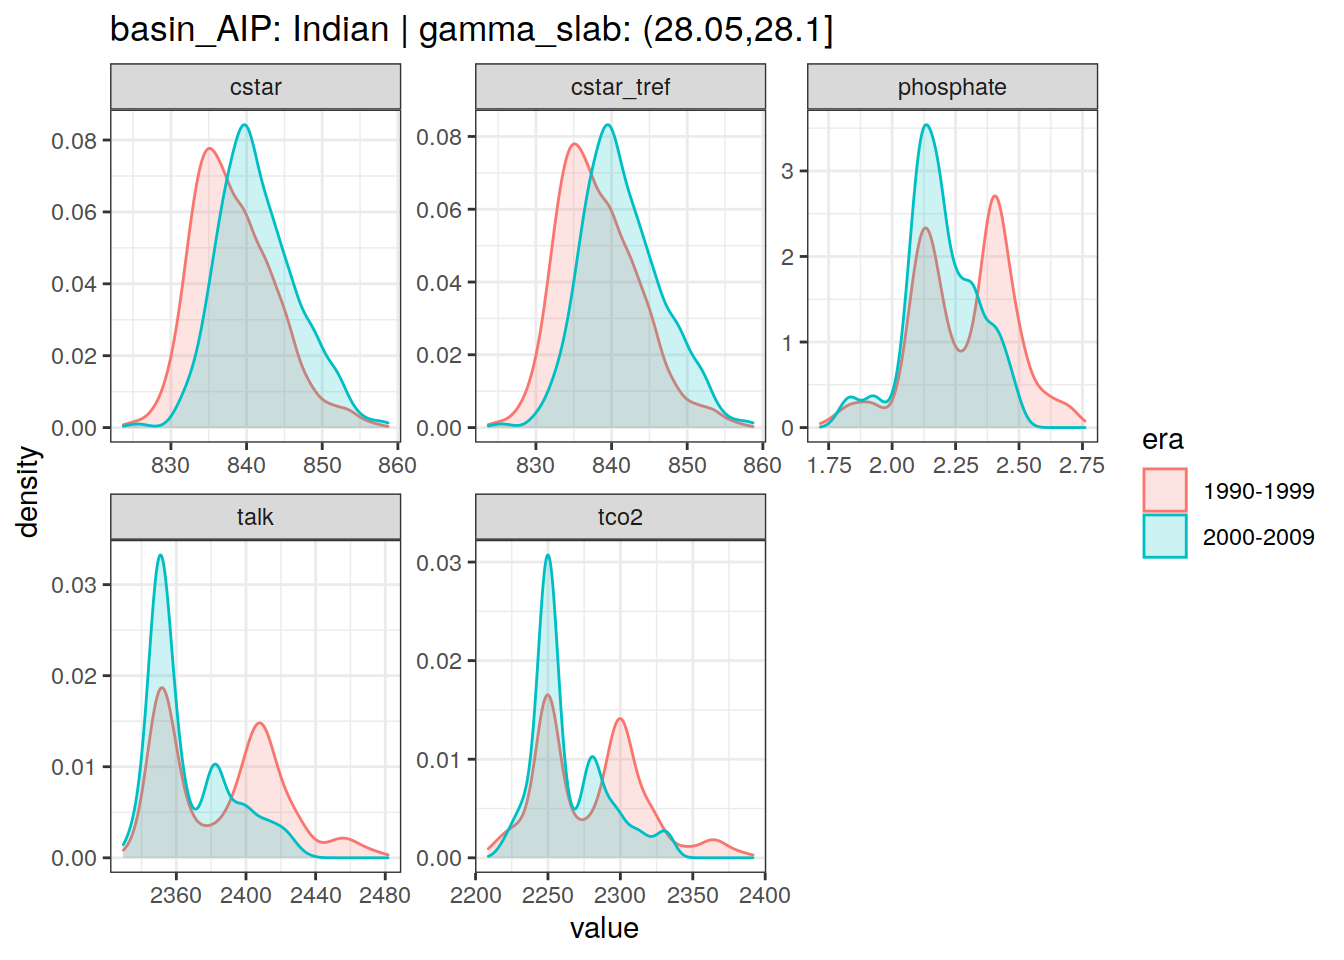 basin_AIP: Indian | gamma_slab: (28.05,28.1]
cstar
cstar_tref
phosphate
0.08
0.06
0.04
0.02
0.00
0.08
0.06
0.04
0.02
0.00
3
2
1
0
830 840 850 860
830 840 850 860
1.75 2.00 2.25 2.50 2.75
talk
tco2
0.03
0.02
0.01
0.00
0.03
0.02
0.01
0.00
2360 2400 2440 2480
2200 2250 2300 2350 2400
density
value
era
1990-1999
2000-2009